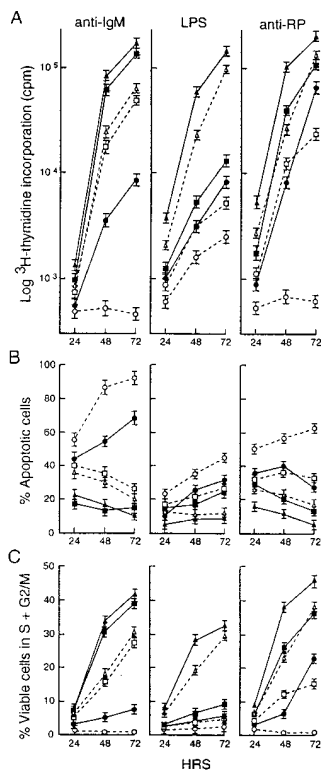 A
anti-IgM LPS anti-RP
Log ³H-thymidine incorporation (cpm)
10⁵
10⁴
10³
24 48 72 24 48 72 24 48 72
B
% Apoptotic cells
100
80
60
40
20
0
24 48 72 24 48 72 24 48 72
C
% Viable cells in S + G2/M
50
40
30
20
10
0
24 48 72 24 48 72 24 48 72
HRS